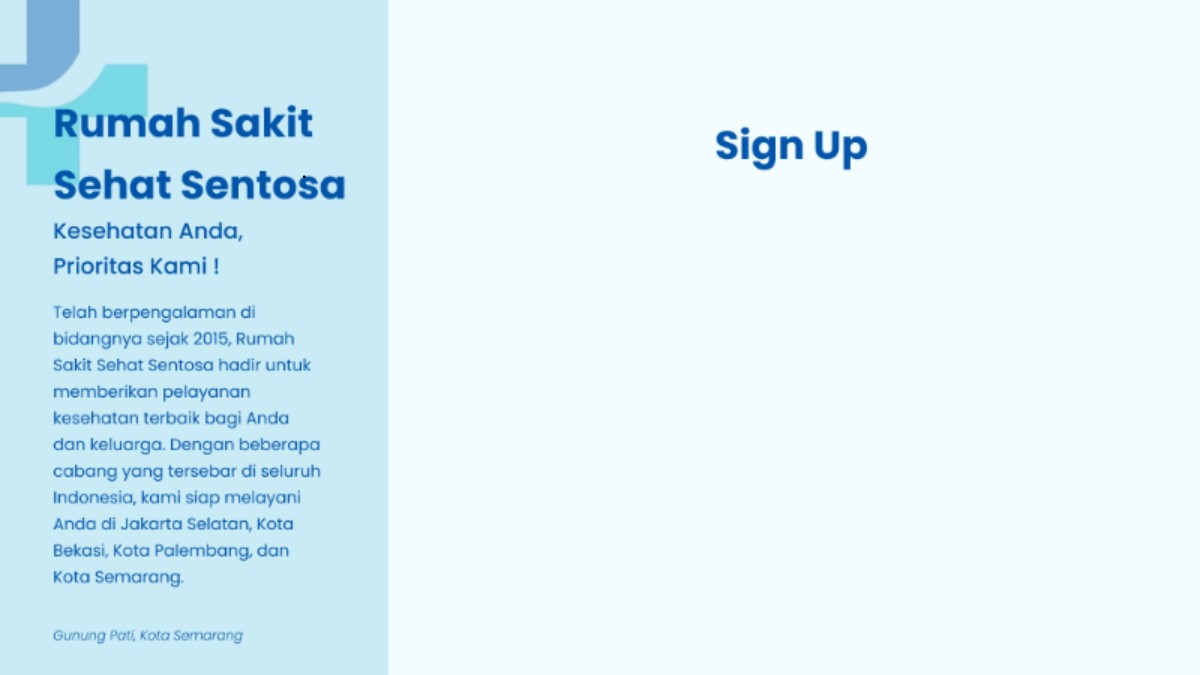 Rumah Sakit
Sehat Sentosa
Kesehatan Anda,
Prioritas Kami !
Telah berpengalaman di
bidangnya sejak 2015, Rumah
Sakit Sehat Sentosa hadir untuk
memberikan pelayanan
kesehatan terbaik bagi Anda
dan keluarga. Dengan beberapa
cabang yang tersebar di seluruh
Indonesia, kami siap melayani
Anda di Jakarta Selatan, Kota
Bekasi, Kota Palembang, dan
Kota Semarang.
Gunung Pati, Kota Semarang
Sign Up